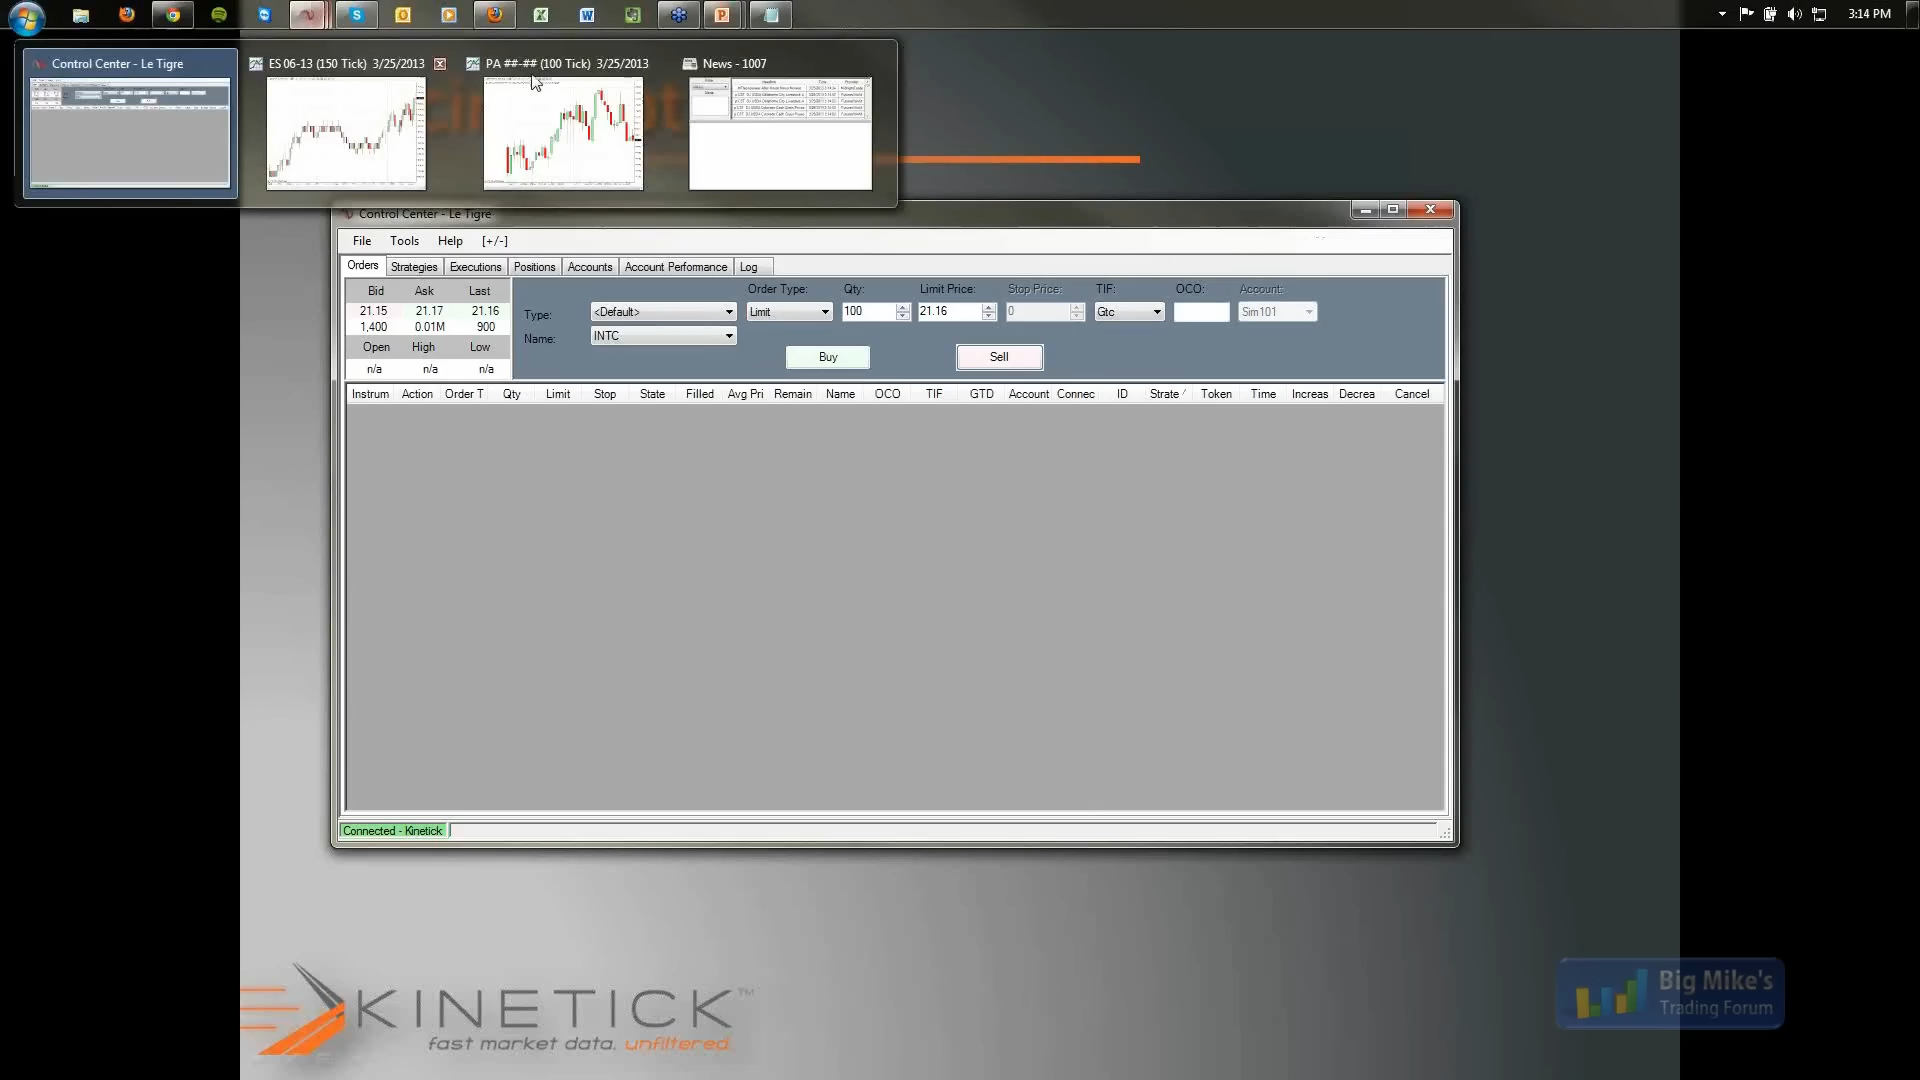 3:14 PM
Control Center - Le Tigre
ES 06-13 (150 Tick) 3/25/2013
PA ##-## (100 Tick) 3/25/2013
News - 1007
Control Center - Le Tigre
File Tools Help [+/-]
Orders Strategies Executions Positions Accounts Account Performance Log
Bid Ask Last
21.15 21.17 21.16
1,400 0.01M 900
Open High Low
n/a n/a n/a
Order Type: Qty: Limit Price: Stop Price: TIF: OCO: Account:
Type: <Default> Limit 100 21.16 0 Gtc Sim101
Name: INTC
Buy Sell
Instrum Action Order T Qty Limit Stop State Filled Avg Pri Remain Name OCO TIF GTD Account Connec ID Strate Token Time Increas Decrea Cancel
Connected - Kinetick
KINETICK™
fast market data. unfiltered.
Big Mike's
Trading Forum